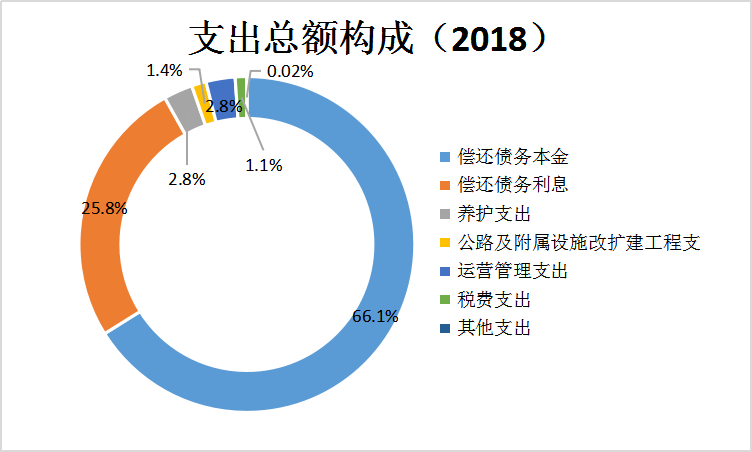 支出总额构成（2018）
1.4%
0.02%
2.8%
1.1%
2.8%
25.8%
66.1%
偿还债务本金
偿还债务利息
养护支出
公路及附属设施改扩建工程支
运营管理支出
税费支出
其他支出